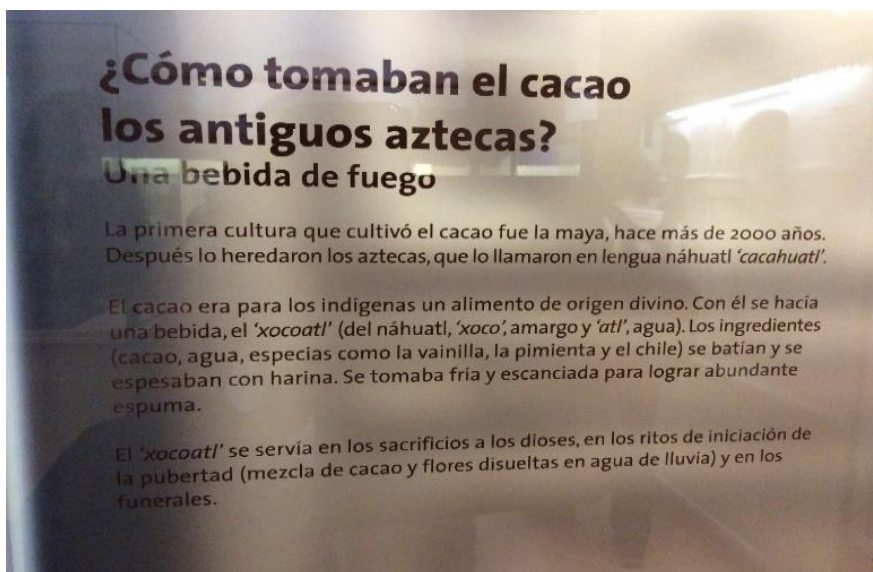 ¿Cómo tomaban el cacao
los antiguos aztecas?
Una bebida de fuego
La primera cultura que cultivó el cacao fue la maya, hace más de 2000 años.
Después lo heredaron los aztecas, que lo llamaron en lengua náhuatl ‘cacahuatl’.
El cacao era para los indígenas un alimento de origen divino. Con él se hacía
una bebida, el ‘xocoatl’ (del náhuatl, ‘xoco’, amargo y ‘atl’, agua). Los ingredientes
(cacao, agua, especias como la vainilla, la pimienta y el chile) se batían y se
espesaban con harina. Se tomaba fría y escanciada para lograr abundante
espuma.
El ‘xocoatl’ se servía en los sacrificios a los dioses, en los ritos de iniciación de
la pubertad (mezcla de cacao y flores disueltas en agua de lluvia) y en los
funerales.